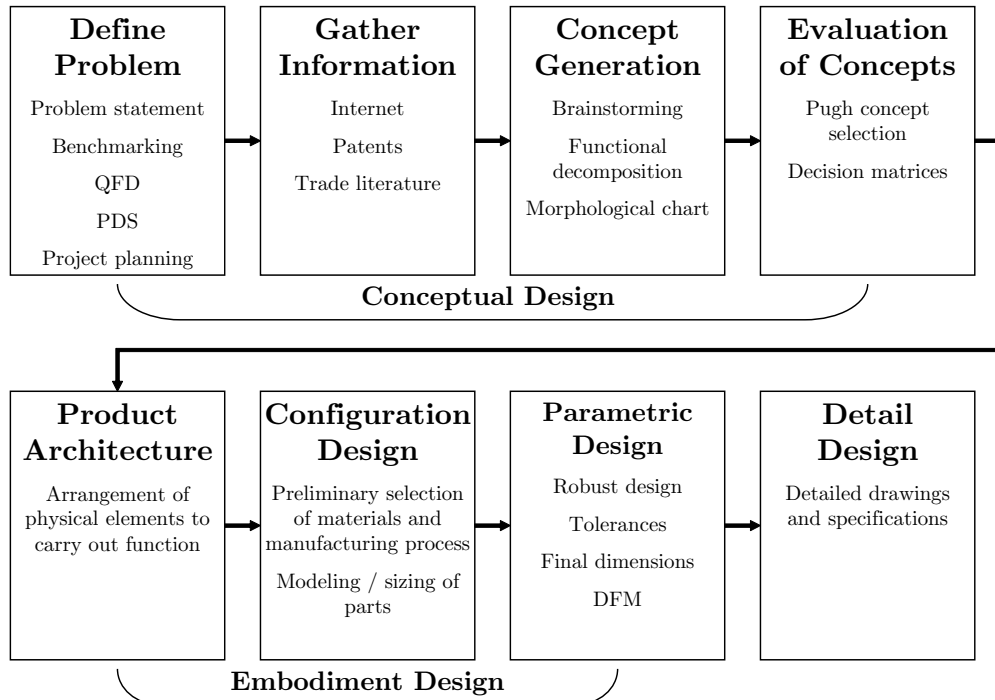 Define
Problem
Problem statement
Benchmarking
QFD
PDS
Project planning
Gather
Information
Internet
Patents
Trade literature
Concept
Generation
Brainstorming
Functional
decomposition
Morphological chart
Evaluation
of Concepts
Pugh concept
selection
Decision matrices
Conceptual Design
Product
Architecture
Arrangement of
physical elements to
carry out function
Configuration
Design
Preliminary selection
of materials and
manufacturing process
Modeling / sizing of
parts
Parametric
Design
Robust design
Tolerances
Final dimensions
DFM
Detail
Design
Detailed drawings
and specifications
Embodiment Design